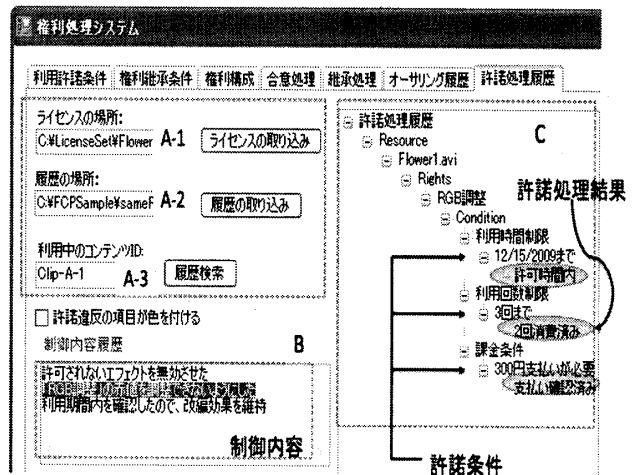 権利処理システム
利用許諾条件 権利継承条件 権利構成 合意処理 継承処理 オーサリング履歴 許諾処理履歴
ライセンスの場所:
C:¥LicenseSet¥Flower A-1 ライセンスの取り込み
履歴の場所:
C:¥FCPSample¥sameF A-2 履歴の取り込み
利用中のコンテンツID:
Clip-A-1 A-3 履歴検索
許諾違反の項目が色を付ける
制御内容履歴 B
許可されないエフェクトを無効させた
利用期間内を確認したので、改編効果を維持
制御内容
C
許諾処理履歴
Resource
Flower1.avi
Rights
RGB調整
Condition
利用時間制限
12/15/2009まで
許可時間内
利用回数制限
3回まで
2回消費済み
課金条件
300円支払いが必要
支払い確認済み
許諾処理結果
許諾条件